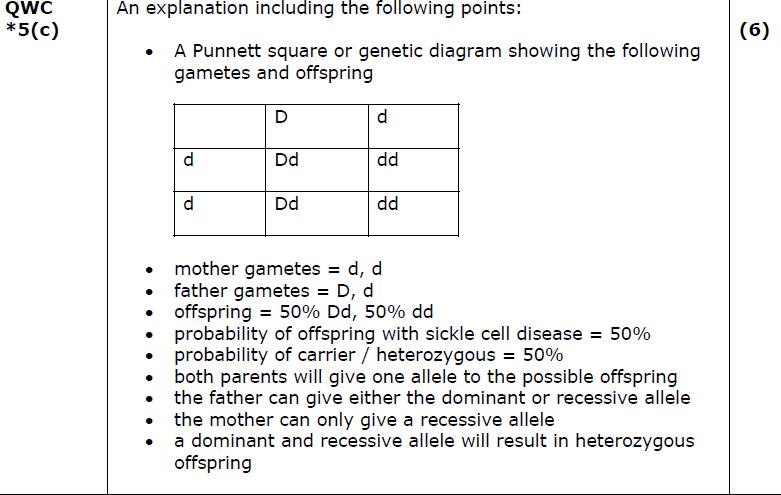 QWC
*5(c)
An explanation including the following points:
(6)
• A Punnett square or genetic diagram showing the following
gametes and offspring
D d
d Dd dd
d Dd dd
• mother gametes = d, d
• father gametes = D, d
• offspring = 50% Dd, 50% dd
• probability of offspring with sickle cell disease = 50%
• probability of carrier / heterozygous = 50%
• both parents will give one allele to the possible offspring
• the father can give either the dominant or recessive allele
• the mother can only give a recessive allele
• a dominant and recessive allele will result in heterozygous
offspring